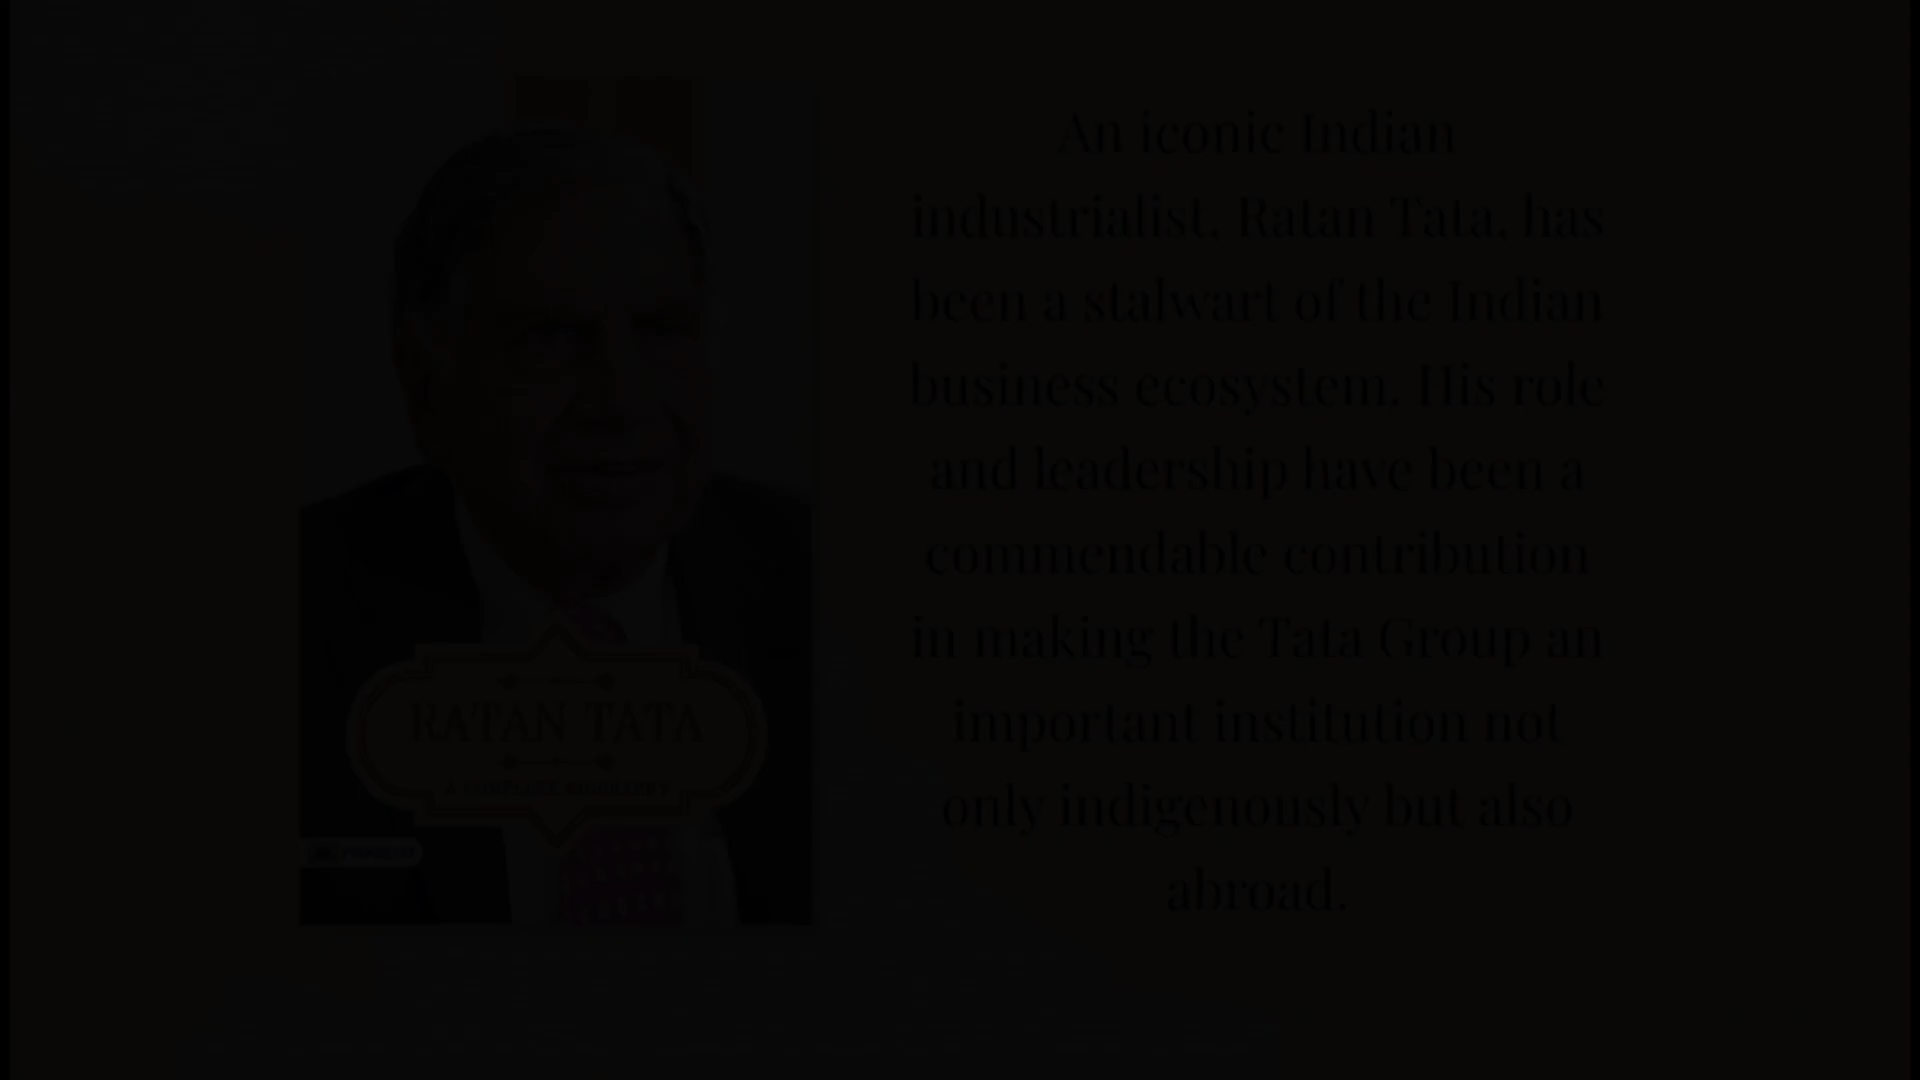 RATAN TATA
A COMPLETE BIOGRAPHY
An iconic Indian
industrialist, Ratan Tata, has
been a stalwart of the Indian
business ecosystem. His role
and leadership have been a
commendable contribution
in making the Tata Group an
important institution not
only indigenously but also
abroad.